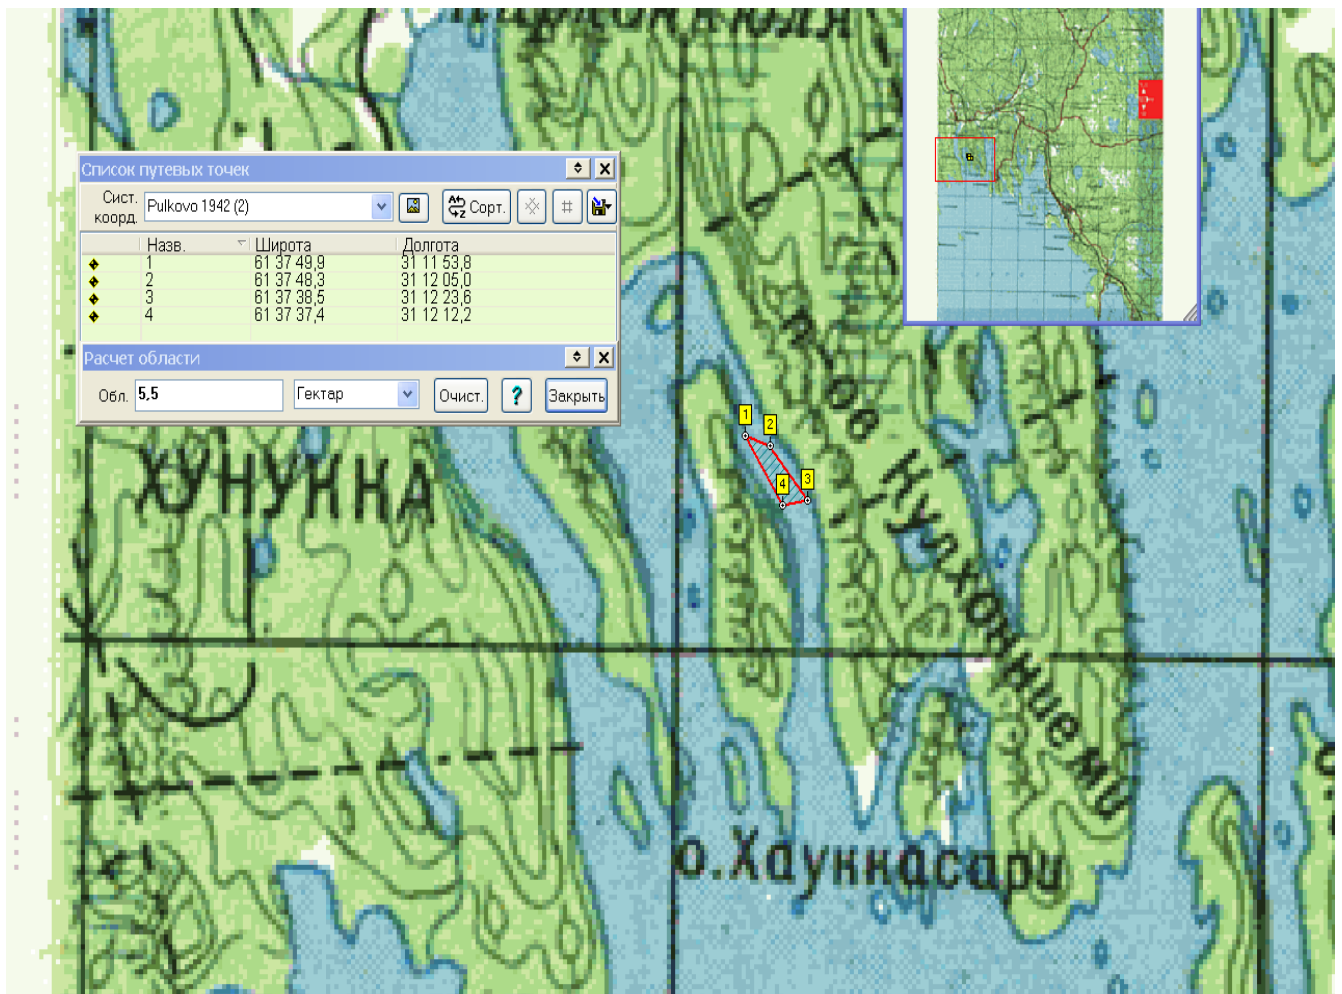 Список путевых точек
Сист. коорд. Pulkovo 1942 (2) Сорт.
Назв. Широта Долгота
1 61 37 49,9 31 11 53,8
2 61 37 48,3 31 12 05,0
3 61 37 38,5 31 12 23,6
4 61 37 37,4 31 12 12,2
Расчет области
Обл. 5,5 Гектар Очист. ? Закрыть
1
2
3
4
ХУНУККА
п-ов
о.Хаункасари